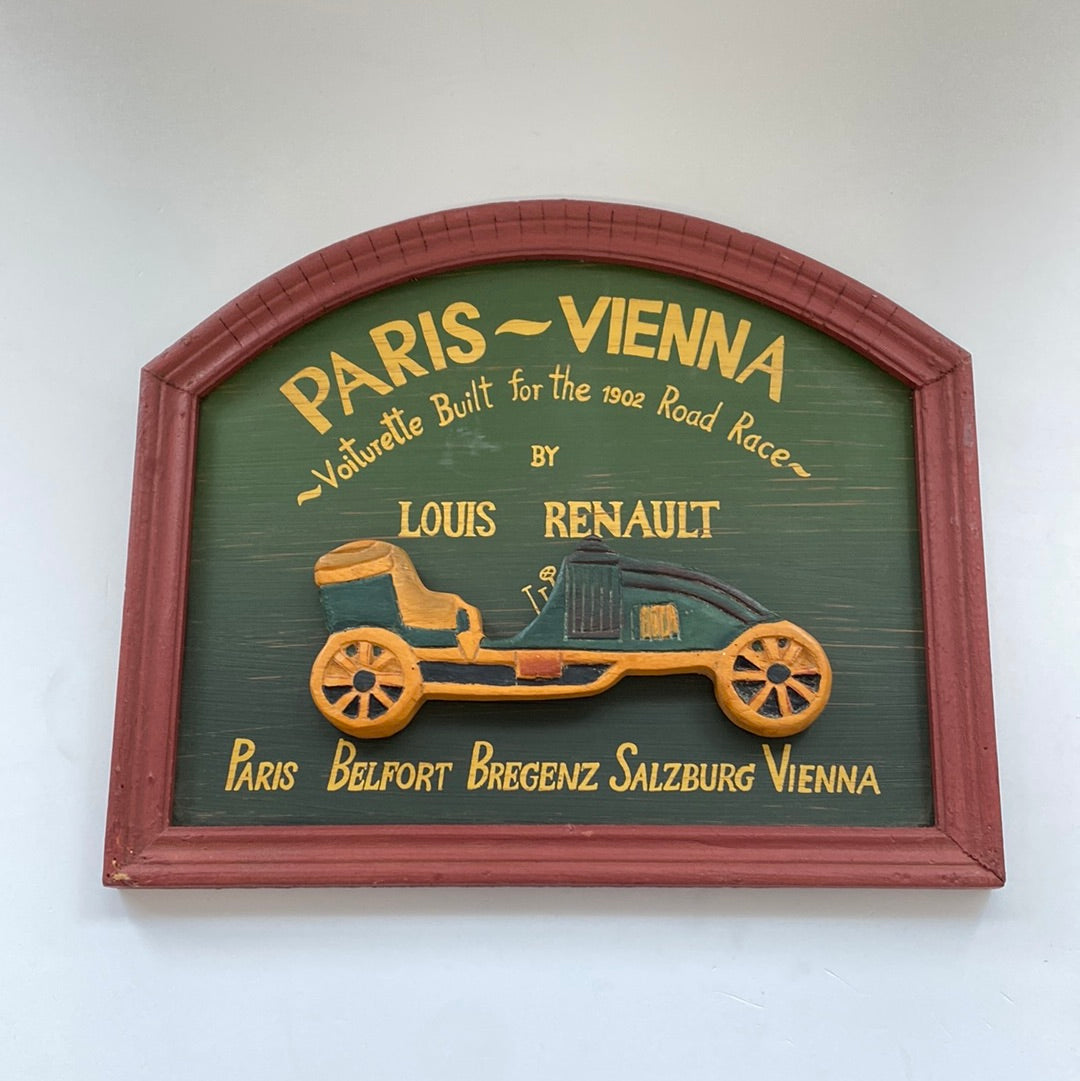 PARIS ~ VIENNA
~ Voiturette Built for the 1902 Road Race ~
BY
LOUIS RENAULT
PARIS BELFORT BREGENZ SALZBURG VIENNA